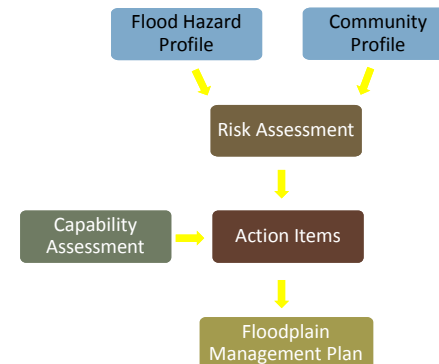 Flood Hazard
Profile
Community
Profile
Risk Assessment
Capability
Assessment
Action Items
Floodplain
Management Plan